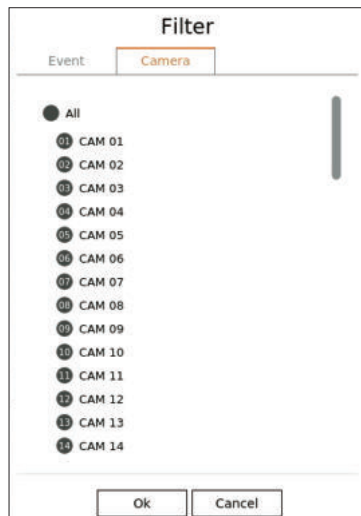 Filter
Event Camera
All
01 CAM 01
02 CAM 02
03 CAM 03
04 CAM 04
05 CAM 05
06 CAM 06
07 CAM 07
08 CAM 08
09 CAM 09
10 CAM 10
11 CAM 11
12 CAM 12
13 CAM 13
14 CAM 14
Ok Cancel